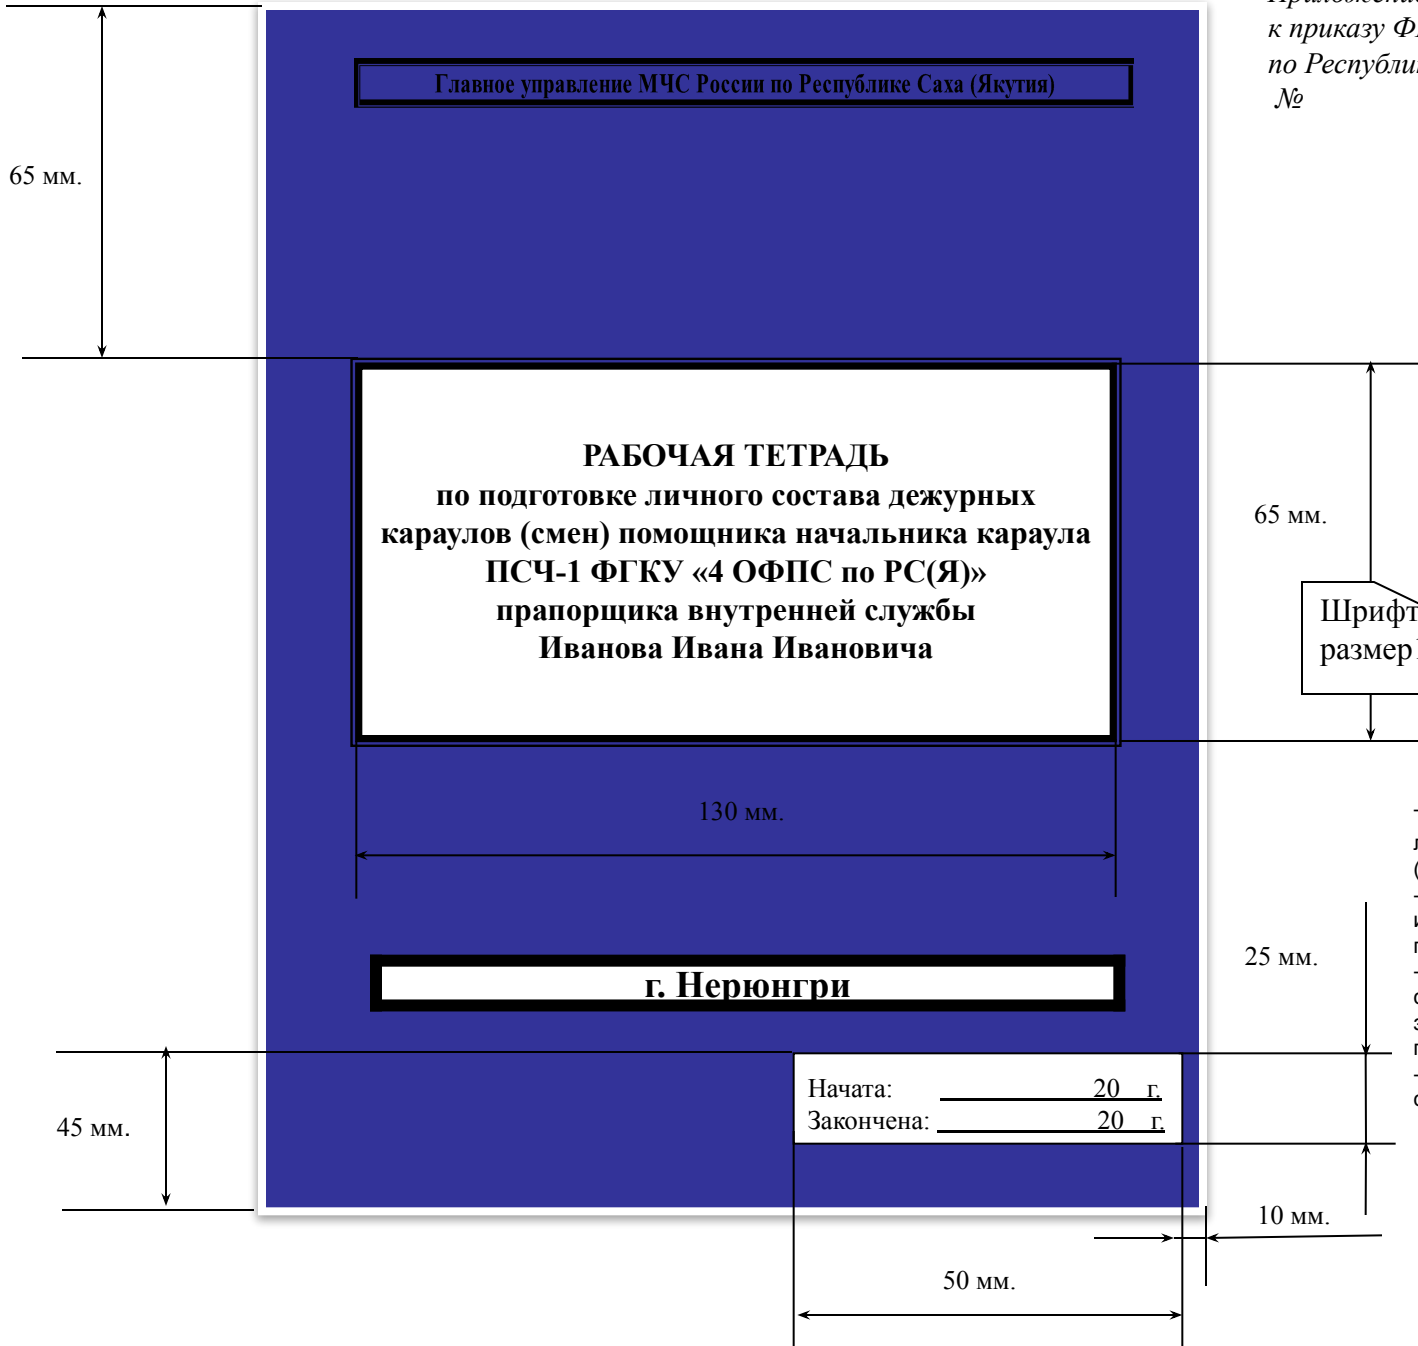 к приказу
по
№
Главное управление МЧС России по Республике Саха (Якутия)
65 мм.
РАБОЧАЯ ТЕТРАДЬ
по подготовке личного состава дежурных
караулов (смен) помощника начальника караула
ПСЧ-1 ФГКУ «4 ОФПС по РС(Я)»
прапорщика внутренней службы
Иванова Ивана Ивановича
65 мм.
Шрифт
размер
130 мм.
г. Нерюнгри
25 мм.
Начата: 20 г.
Закончена: 20 г.
45 мм.
10 мм.
50 мм.